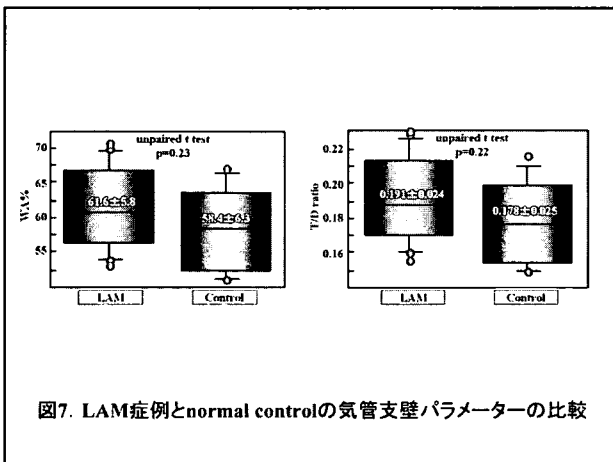 unpaired t test
p=0.23
WA%
70
65
60
55
61.6±5.8
58.4±6.3
LAM
Control
unpaired t test
p=0.22
T/D ratio
0.22
0.20
0.18
0.16
0.191±0.024
0.178±0.025
LAM
Control
図7. LAM症例とnormal controlの気管支壁パラメーターの比較